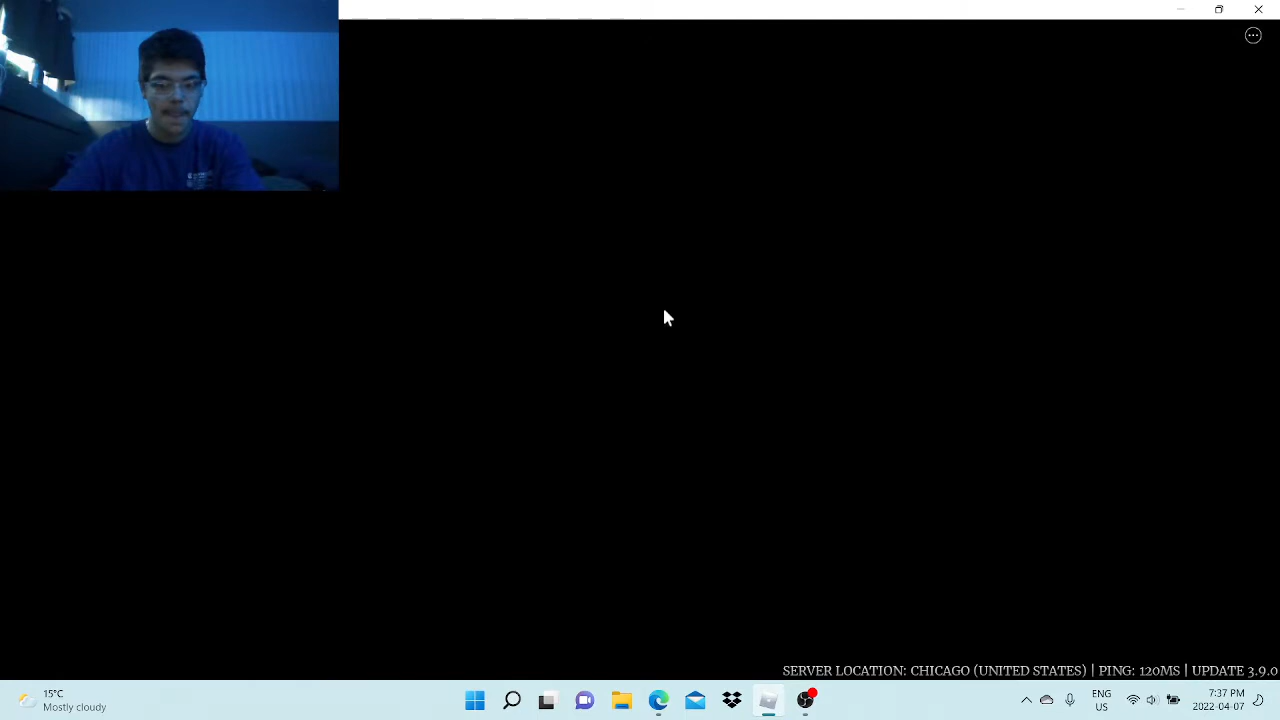 SERVER LOCATION: CHICAGO (UNITED STATES) | PING: 120MS | UPDATE 3.9.0
15°C
Mostly cloudy
ENG
US
7:37 PM
2022-04-07